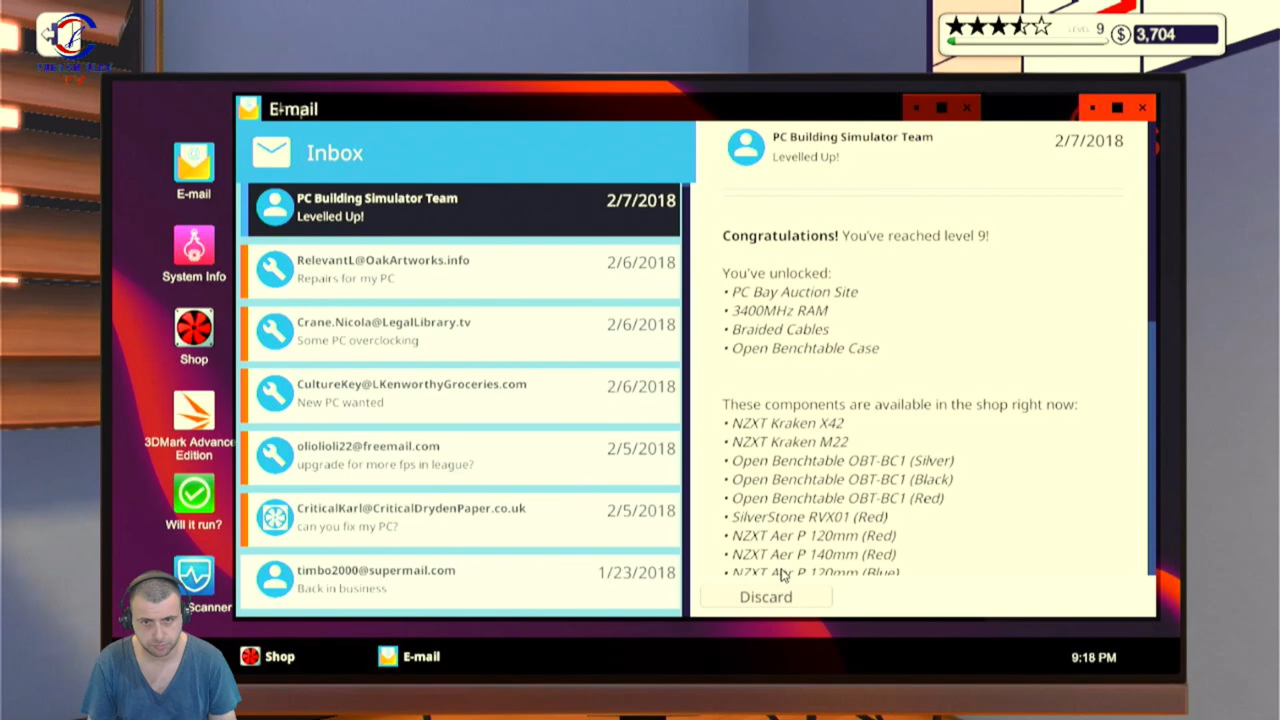 LEVEL 9 $ 3,704
E-mail
Inbox
PC Building Simulator Team 2/7/2018
Levelled Up!
RelevantL@OakArtworks.info 2/6/2018
Repairs for my PC
Crane.Nicola@LegalLibrary.tv 2/6/2018
Some PC overclocking
CultureKey@LKenworthyGroceries.com 2/6/2018
New PC wanted
oliolioli22@freemail.com 2/5/2018
upgrade for more fps in league?
CriticalKarl@CriticalDrydenPaper.co.uk 2/5/2018
can you fix my PC?
timbo2000@supermail.com 1/23/2018
Back in business
PC Building Simulator Team 2/7/2018
Levelled Up!
Congratulations! You've reached level 9!
You've unlocked:
• PC Bay Auction Site
• 3400MHz RAM
• Braided Cables
• Open Benchtable Case
These components are available in the shop right now:
• NZXT Kraken X42
• NZXT Kraken M22
• Open Benchtable OBT-BC1 (Silver)
• Open Benchtable OBT-BC1 (Black)
• Open Benchtable OBT-BC1 (Red)
• SilverStone RVX01 (Red)
• NZXT Aer P 120mm (Red)
• NZXT Aer P 140mm (Red)
• NZXT Aer P 120mm (Blue)
Discard
E-mail
System Info
Shop
3DMark Advance
Edition
Will it run?
Scanner
Shop
E-mail
9:18 PM